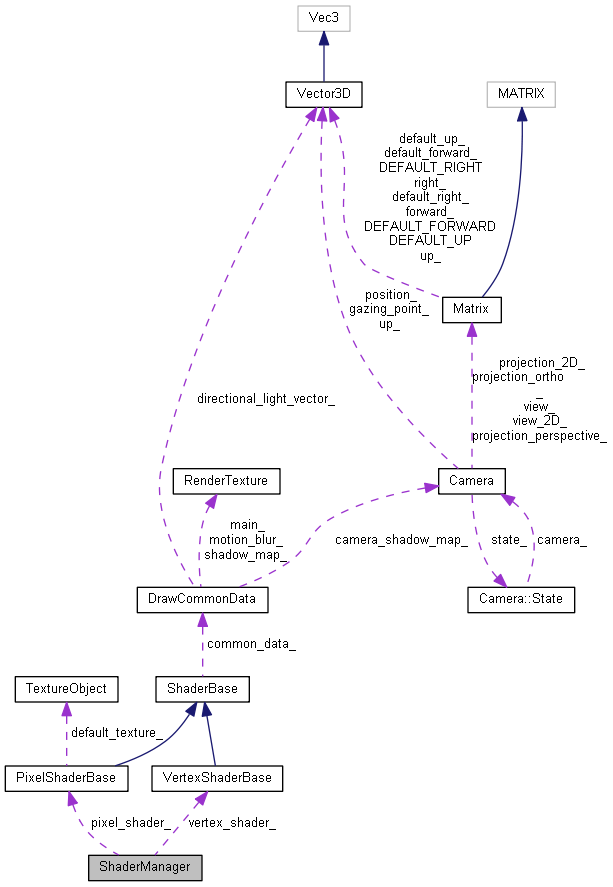 Vec3
Vector3D
MATRIX
default_up_
default_forward_
DEFAULT_RIGHT
right_
default_right_
forward_
DEFAULT_FORWARD
DEFAULT_UP
up_
position_
gazing_point_
up_
Matrix
projection_2D_
projection_ortho
_
view_
view_2D_
projection_perspective_
directional_light_vector_
RenderTexture
Camera
main_
motion_blur_
shadow_map_
camera_shadow_map_
state_
camera_
DrawCommonData
Camera::State
common_data_
TextureObject
ShaderBase
default_texture_
PixelShaderBase
VertexShaderBase
pixel_shader_
vertex_shader_
ShaderManager